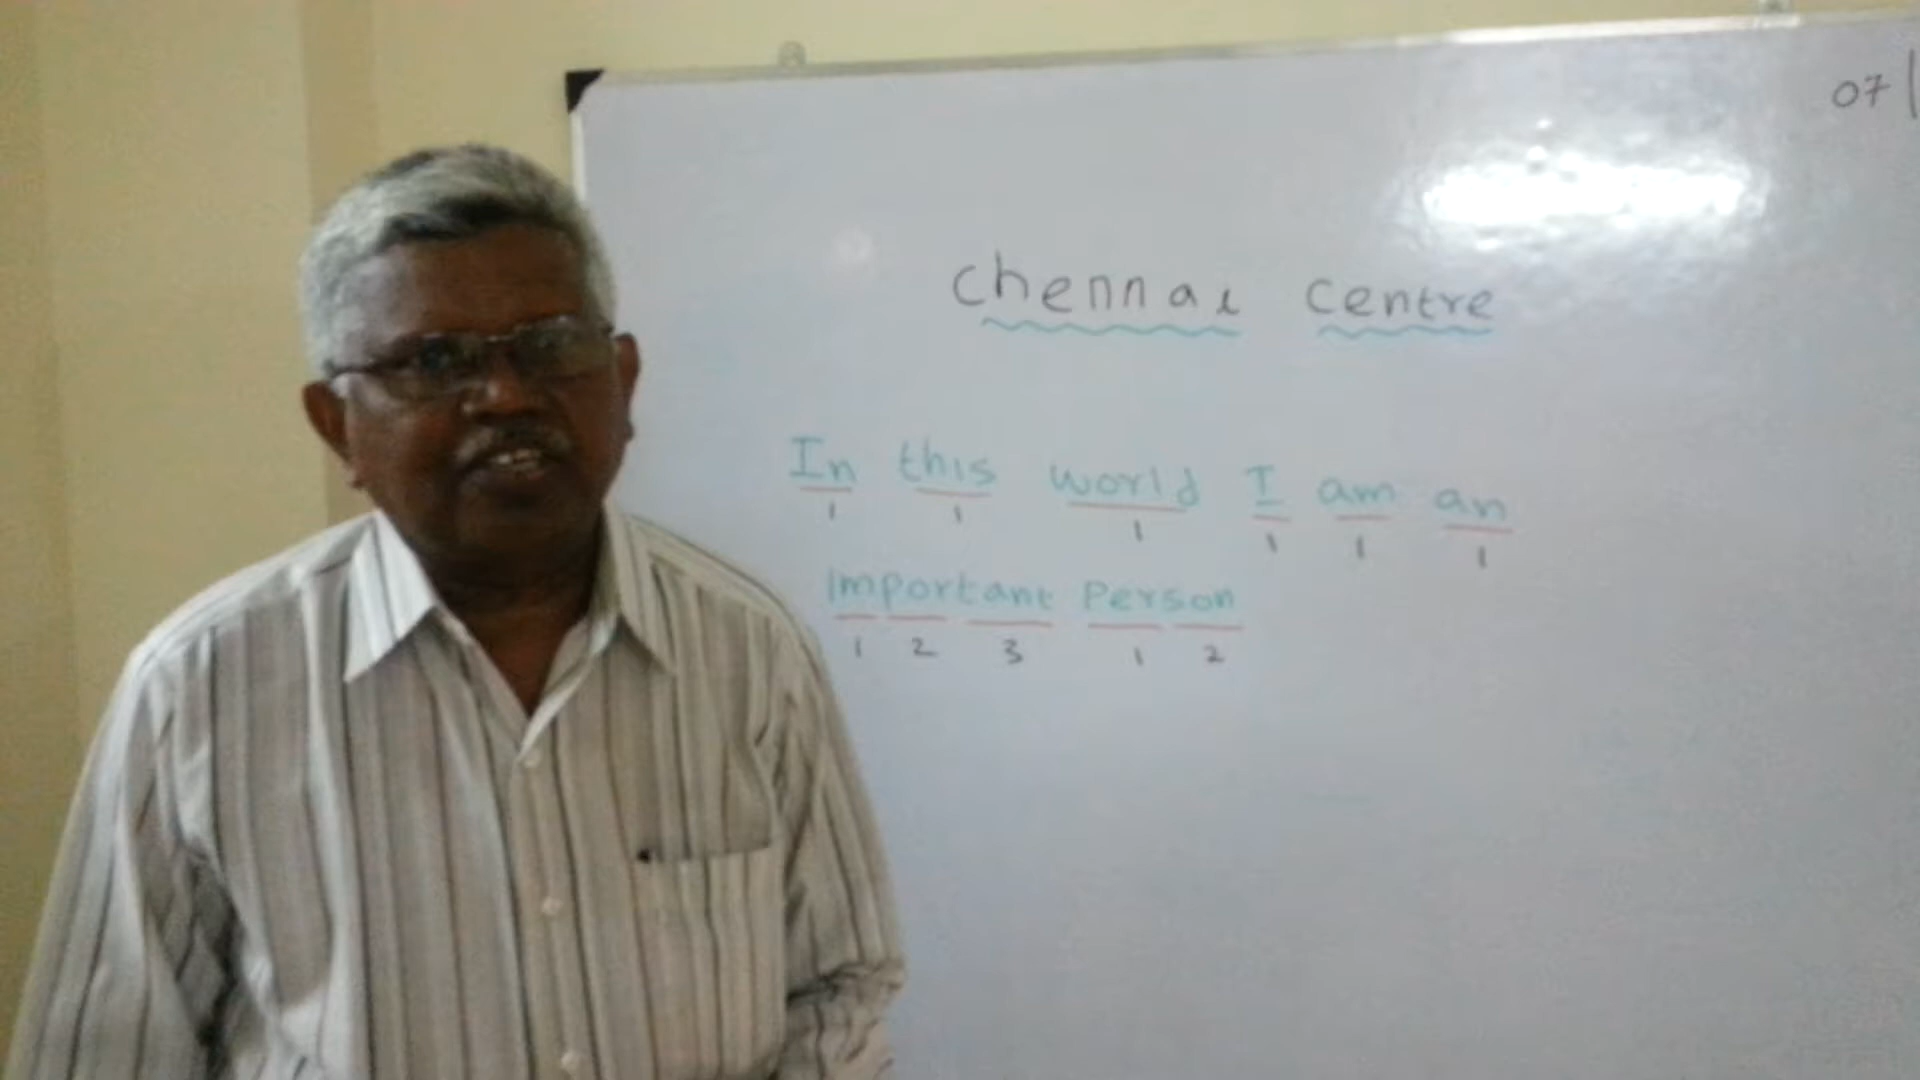 07 |
Chennai Centre
In this world I am an
1 1 1 1 1 1
important Person
1 2 3 1 2